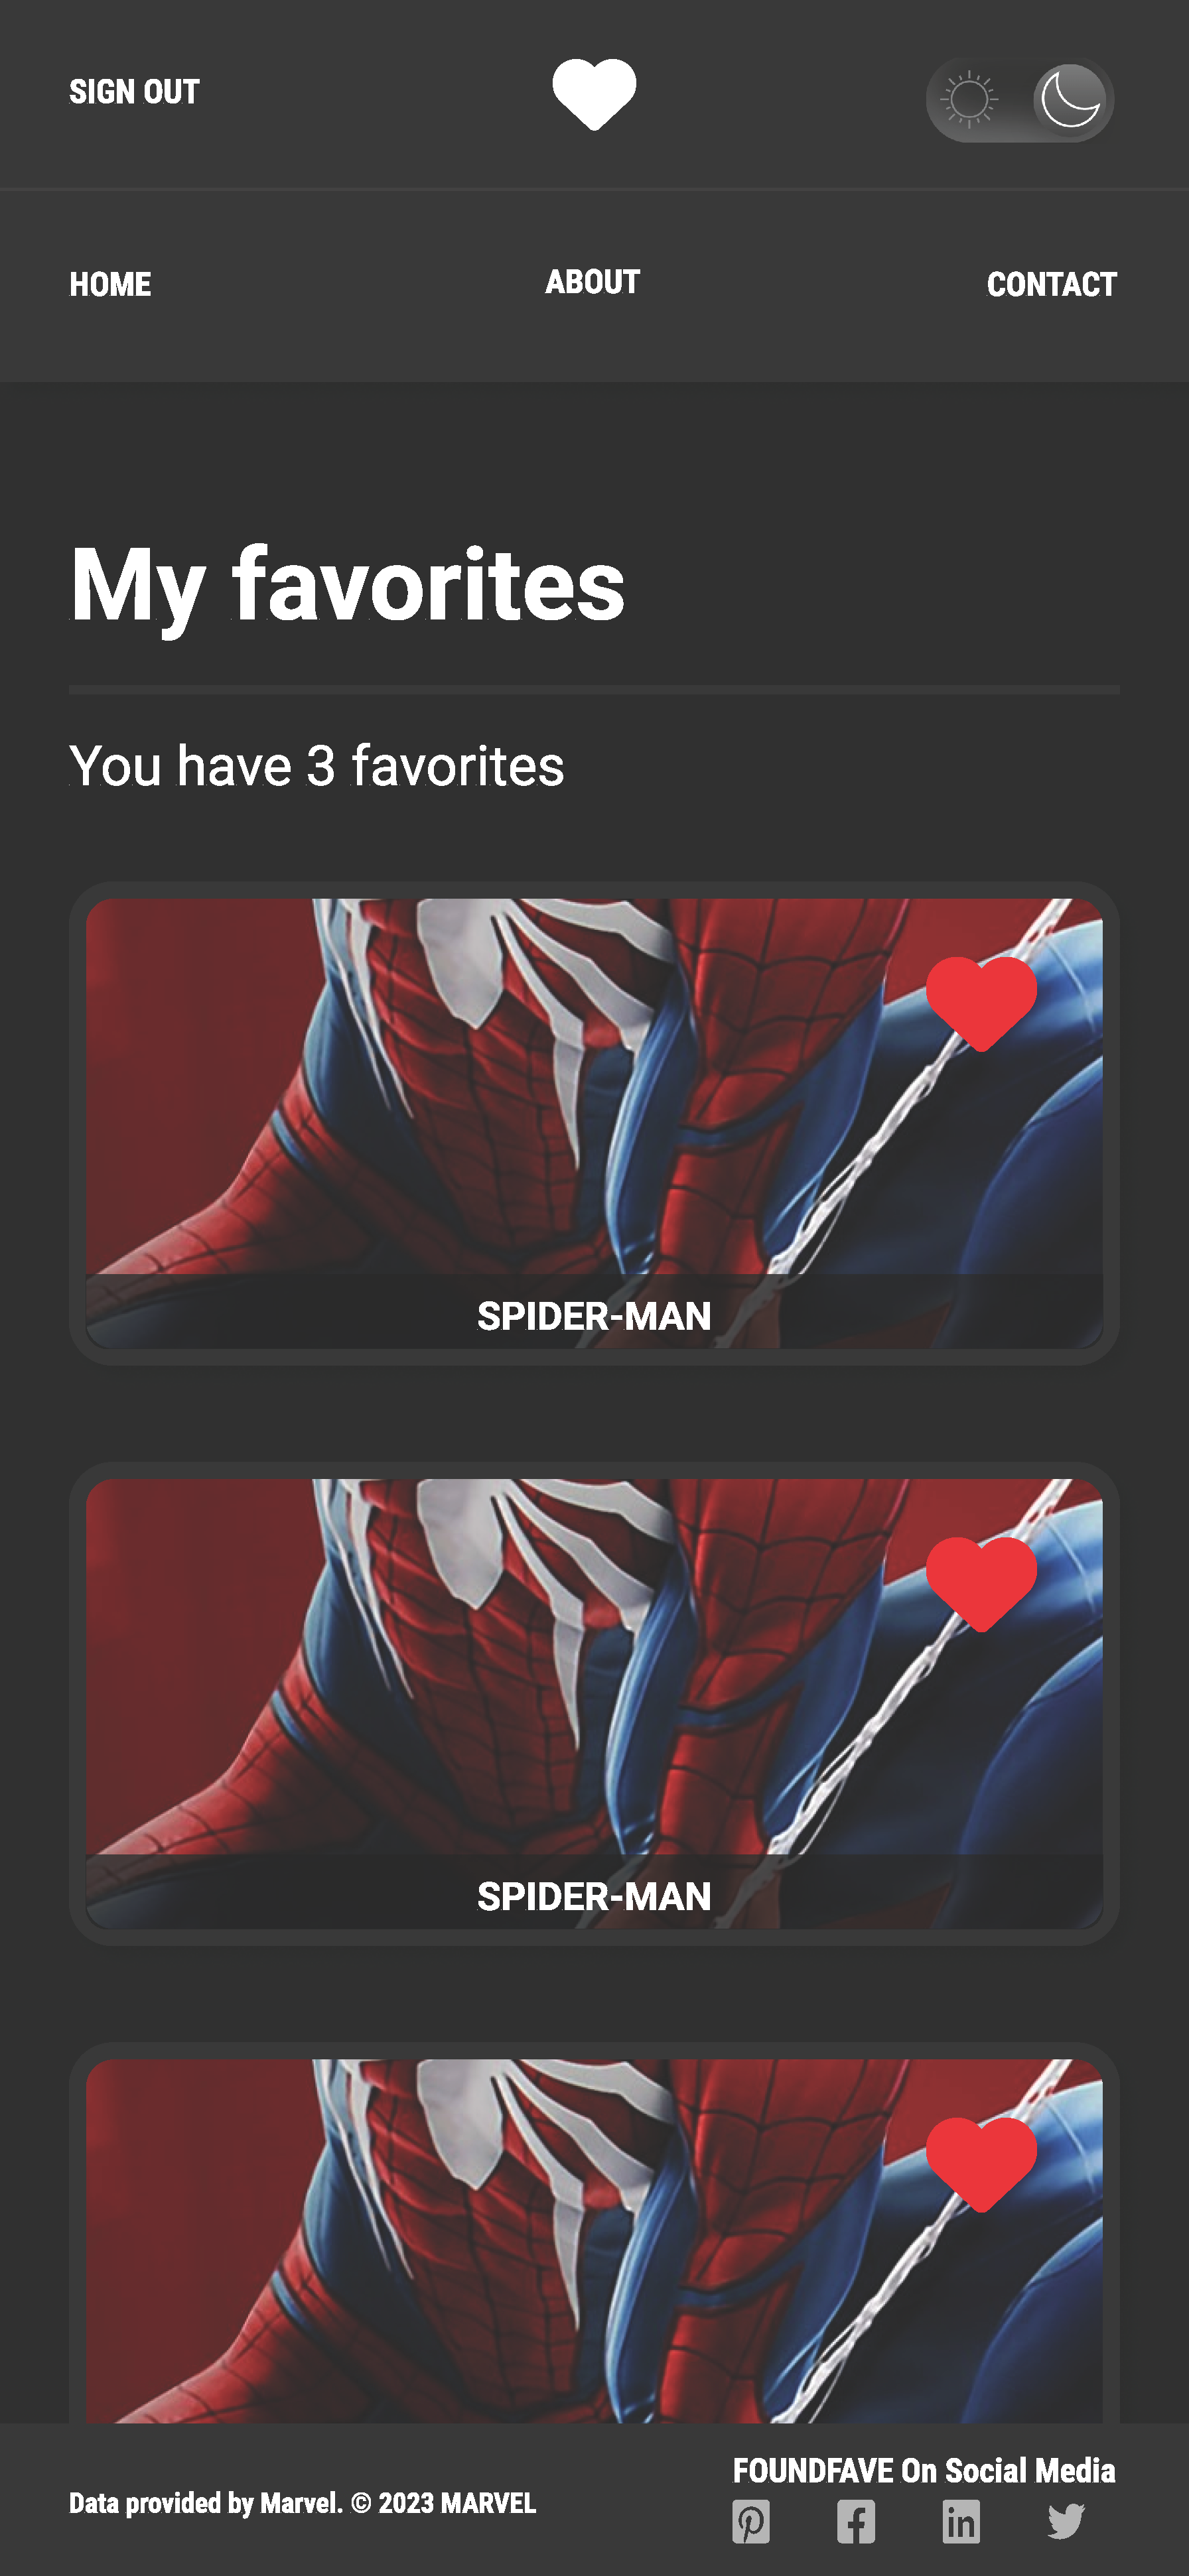 SIGN OUT
HOME
ABOUT
CONTACT
My favorites
You have 3 favorites
SPIDER-MAN
SPIDER-MAN
FOUNDFAVE On Social Media
Data provided by Marvel. © 2023 MARVEL